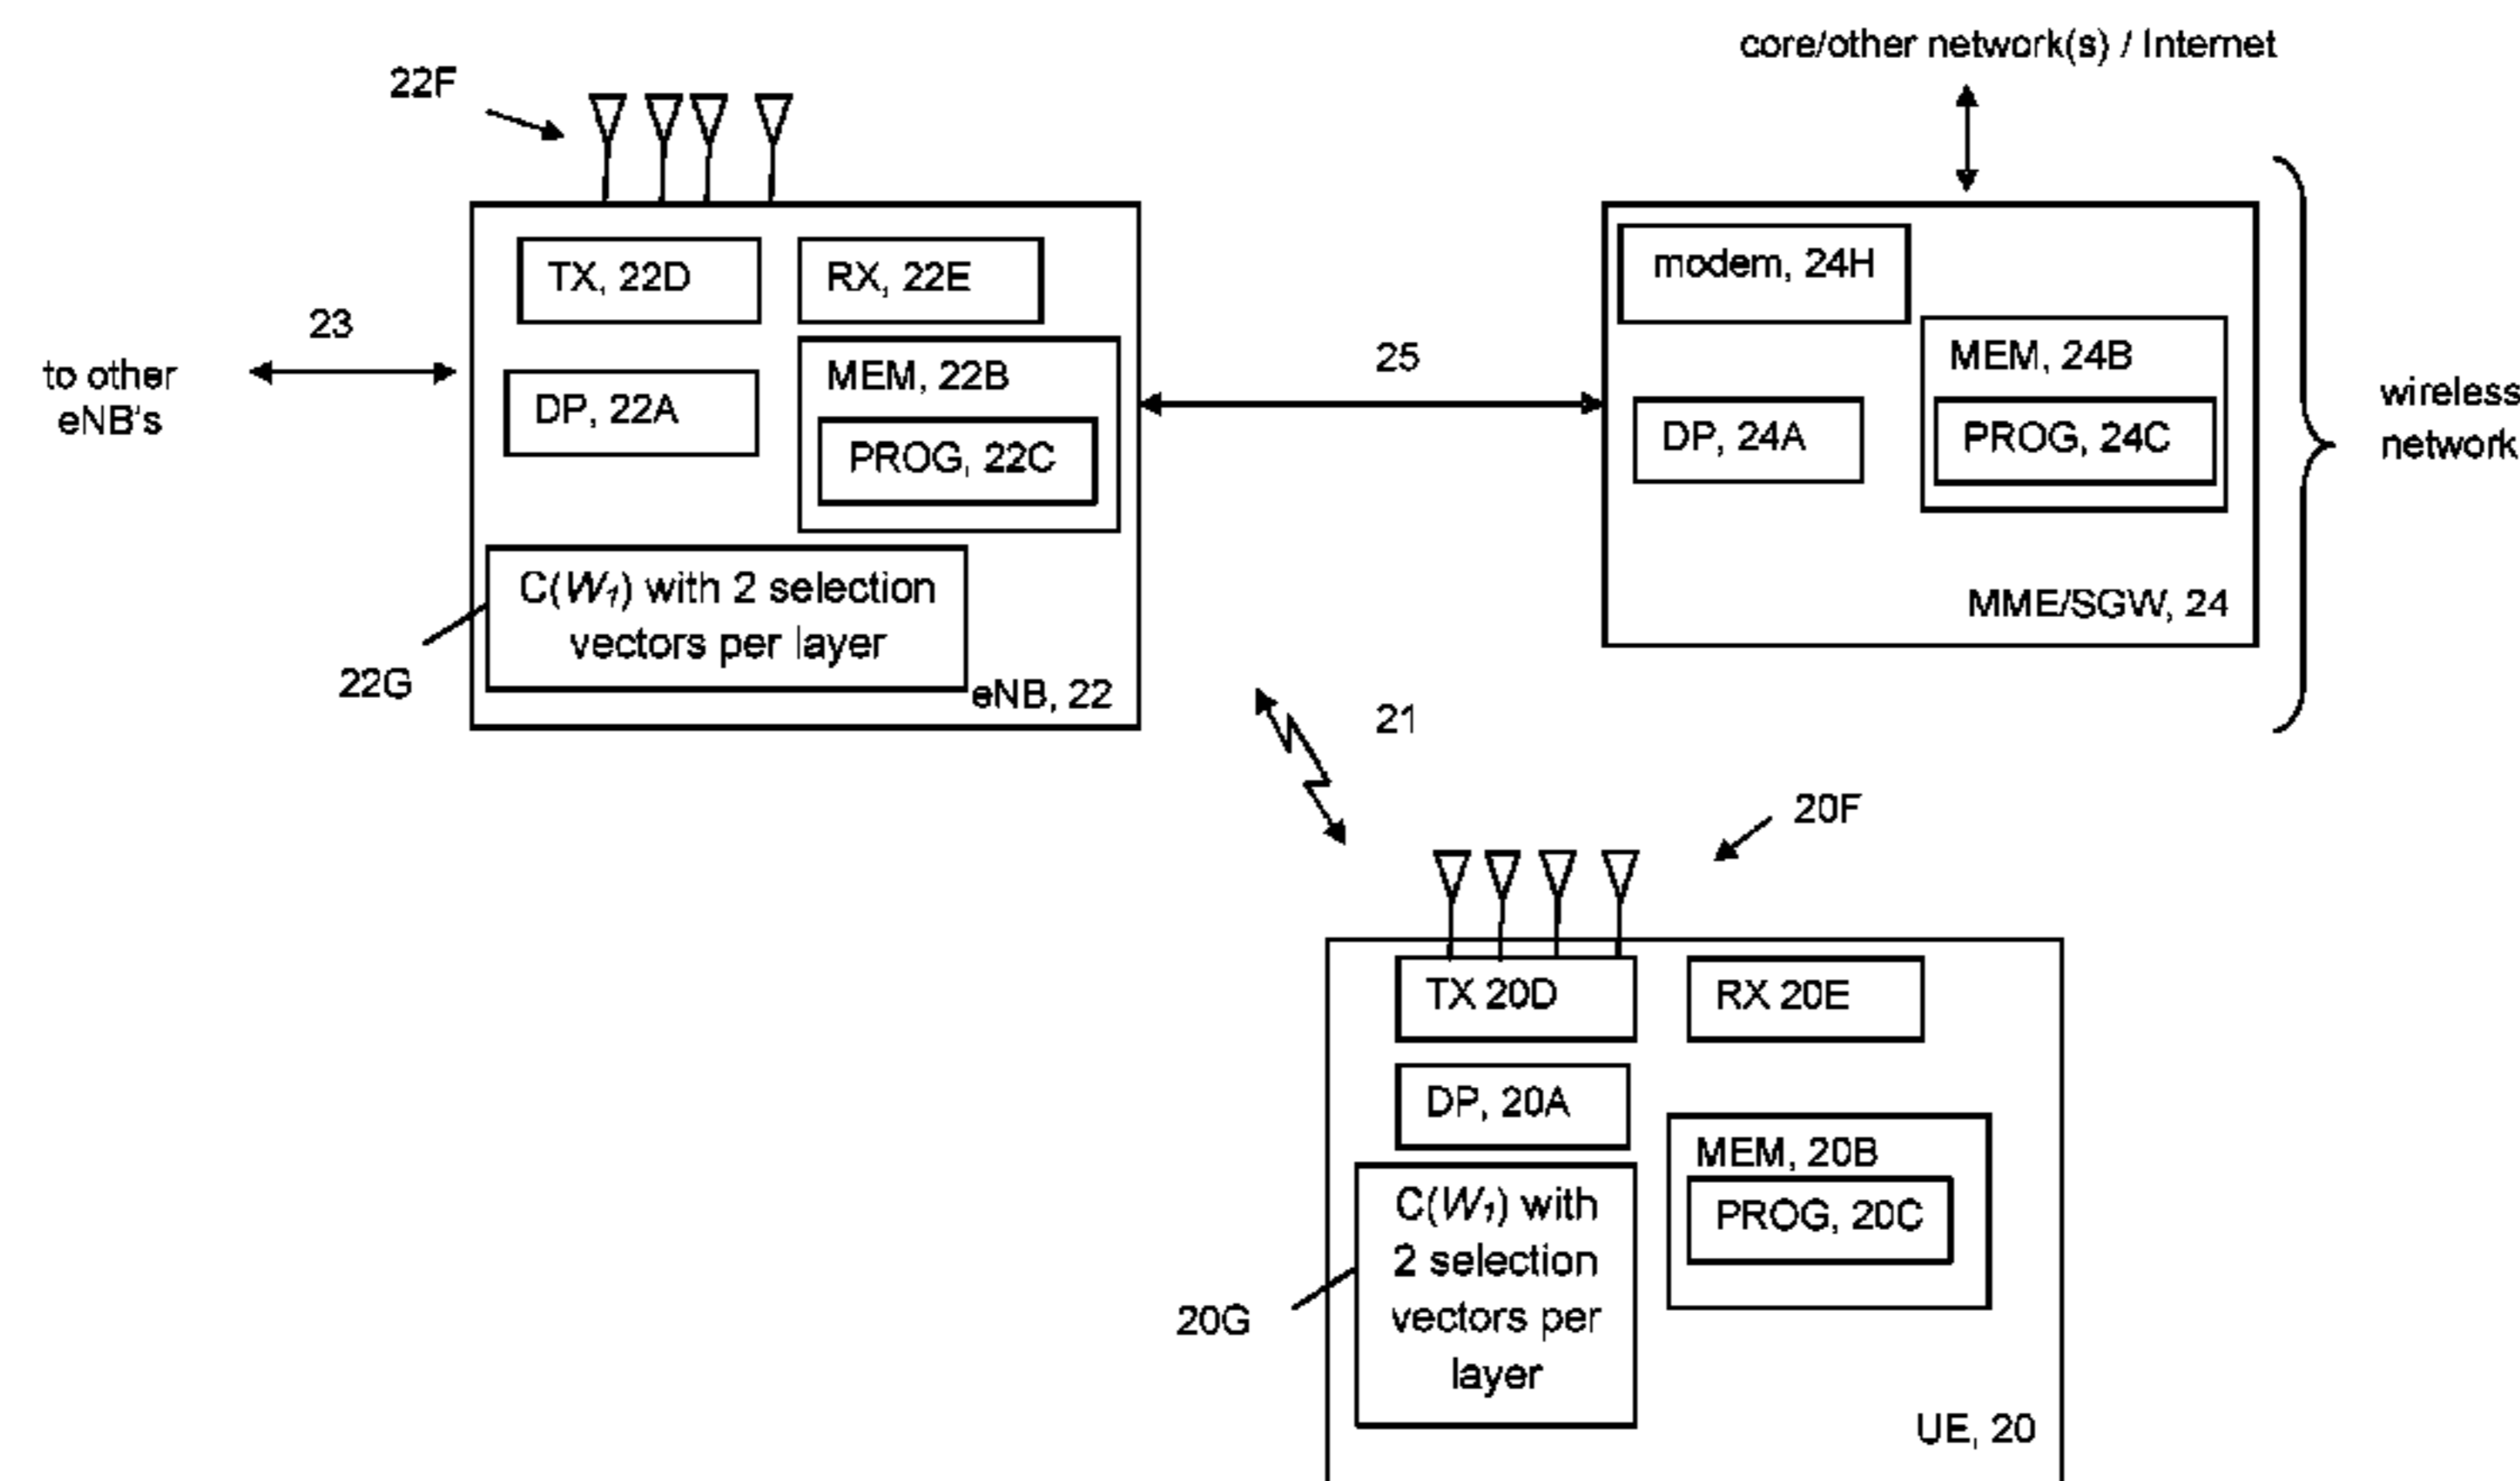 core/other network(s) / Internet
22F
TX, 22D
RX, 22E
modem, 24H
23
to other
eNB's
DP, 22A
MEM, 22B
PROG, 22C
25
MEM, 24B
DP, 24A
PROG, 24C
wireless
network
C(W₁) with 2 selection
vectors per layer
22G
eNB, 22
MME/SGW, 24
21
20F
TX 20D
RX 20E
DP, 20A
MEM, 20B
PROG, 20C
C(W₁) with
2 selection
vectors per
layer
20G
UE, 20